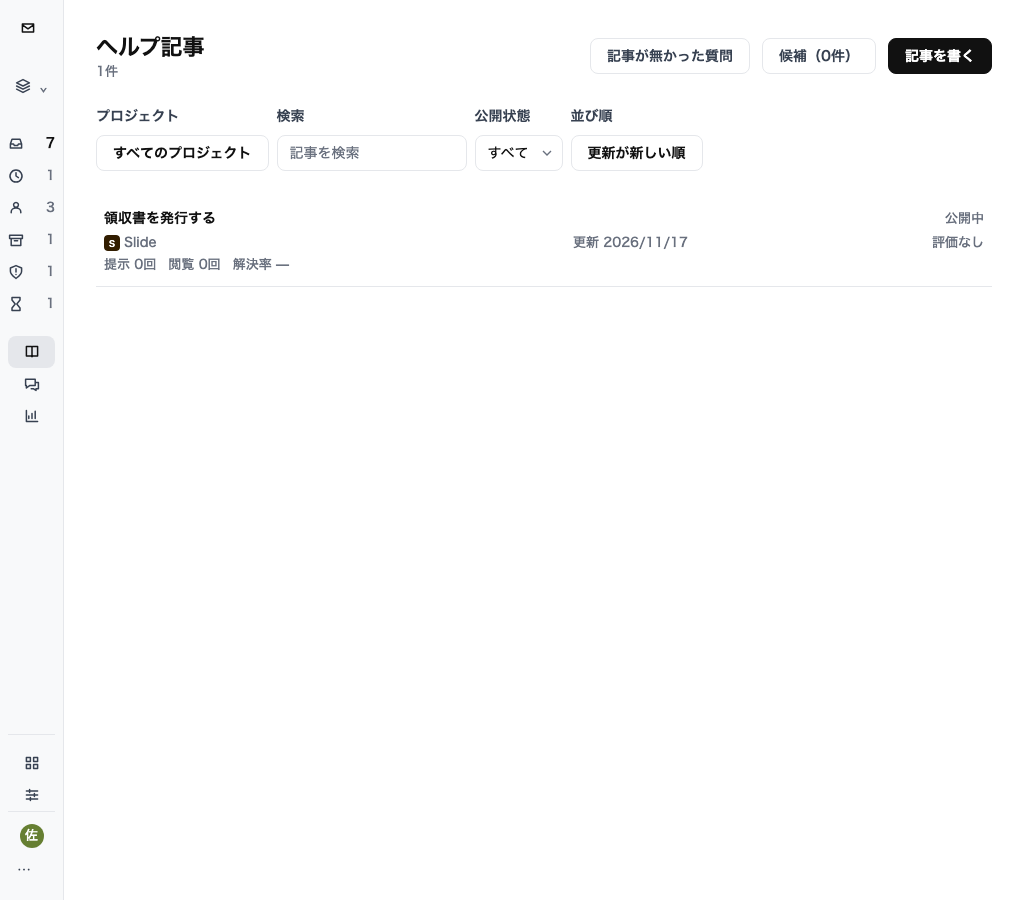 ヘルプ記事
1件
記事が無かった質問
候補（0件）
記事を書く
プロジェクト
検索
公開状態
並び順
すべてのプロジェクト
記事を検索
すべて
更新が新しい順
7
1
3
1
1
1
領収書を発行する
公開中
S Slide
更新 2026/11/17
評価なし
提示 0回 閲覧 0回 解決率 —
佐
…